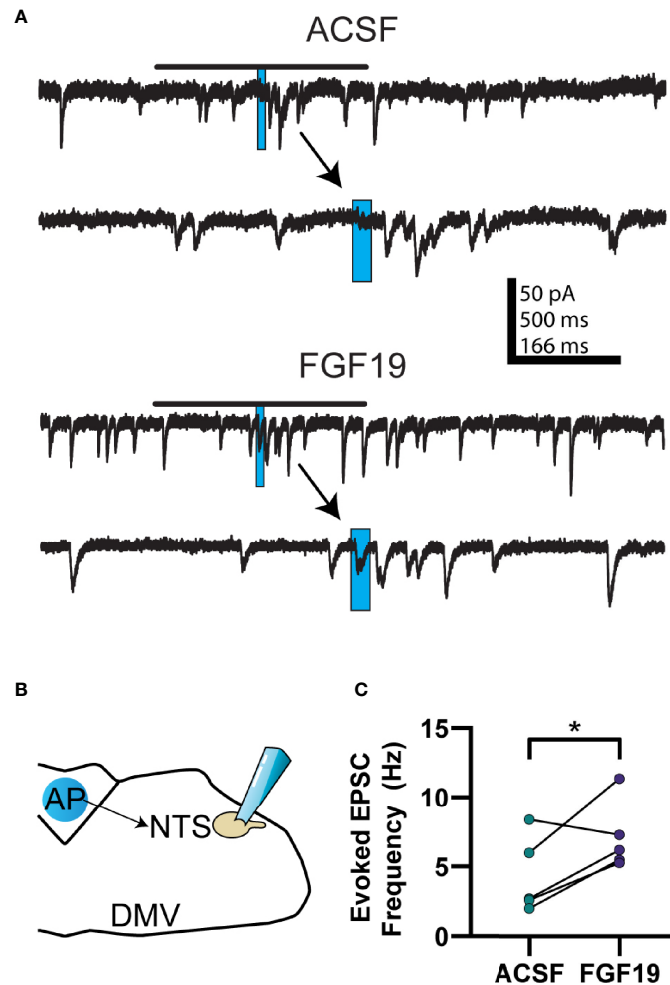 A
ACSF
50 pA
500 ms
166 ms
FGF19
B
AP
NTS
DMV
C
*
Evoked EPSC
Frequency (Hz)
15
10
5
0
ACSF FGF19